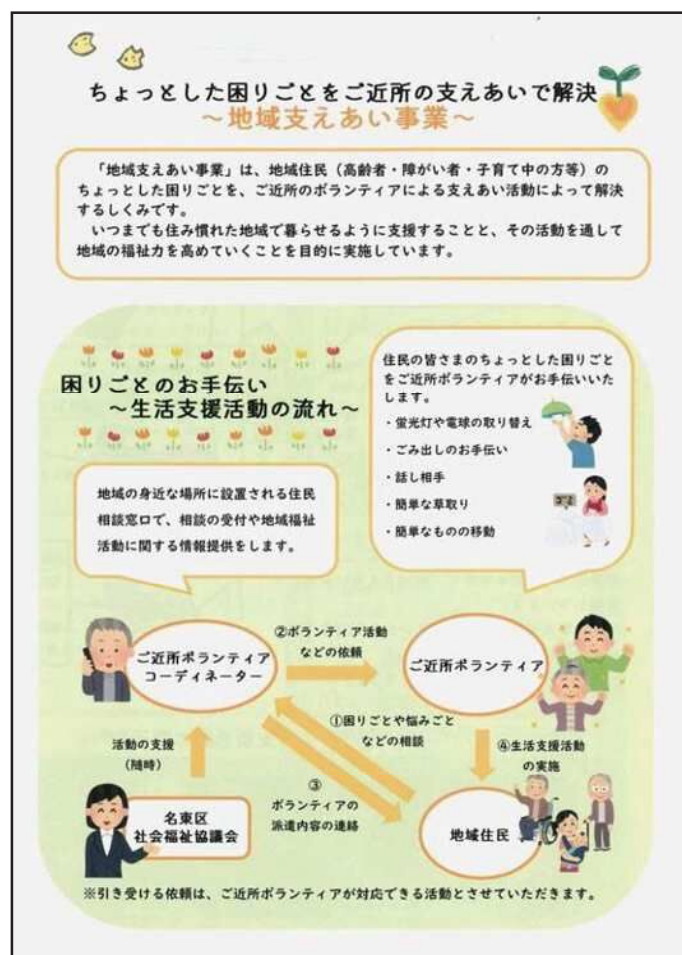 ちょっとした困りごとをご近所の支えあいで解決
～地域支えあい事業～
「地域支えあい事業」は、地域住民（高齢者・障がい者・子育て中の方等）の
ちょっとした困りごとを、ご近所のボランティアによる支えあい活動によって解決
するしくみです。
いつまでも住み慣れた地域で暮らせるように支援することと、その活動を通して
地域の福祉力を高めていくことを目的に実施しています。
困りごとのお手伝い
～生活支援活動の流れ～
住民の皆さまのちょっとした困りごと
をご近所ボランティアがお手伝いいた
します。
・蛍光灯や電球の取り替え
・ごみ出しのお手伝い
・話し相手
・簡単な草取り
・簡単なものの移動
地域の身近な場所に設置される住民
相談窓口で、相談の受付や地域福祉
活動に関する情報提供をします。
ご近所ボランティア
コーディネーター
②ボランティア活動
などの依頼
ご近所ボランティア
①困りごとや悩みごと
などの相談
活動の支援
（随時）
④生活支援活動
の実施
③
ボランティアの
派遣内容の連絡
名東区
社会福祉協議会
地域住民
※引き受ける依頼は、ご近所ボランティアが対応できる活動とさせていただきます。